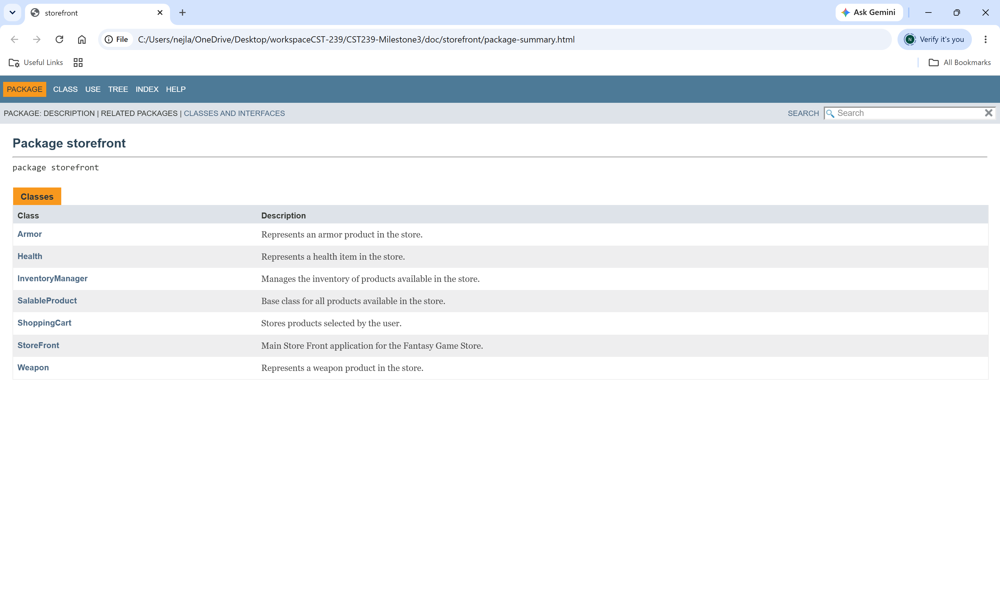 storefront
Ask Gemini
File
C:/Users/nejla/OneDrive/Desktop/workspaceCST-239/CST239-Milestone3/doc/storefront/package-summary.html
N
Verify it's you
Useful Links
All Bookmarks
PACKAGE CLASS USE TREE INDEX HELP
PACKAGE: DESCRIPTION | RELATED PACKAGES | CLASSES AND INTERFACES
SEARCH
Search
Package storefront
package storefront
Classes
Class Description
Armor Represents an armor product in the store.
Health Represents a health item in the store.
InventoryManager Manages the inventory of products available in the store.
SalableProduct Base class for all products available in the store.
ShoppingCart Stores products selected by the user.
StoreFront Main Store Front application for the Fantasy Game Store.
Weapon Represents a weapon product in the store.